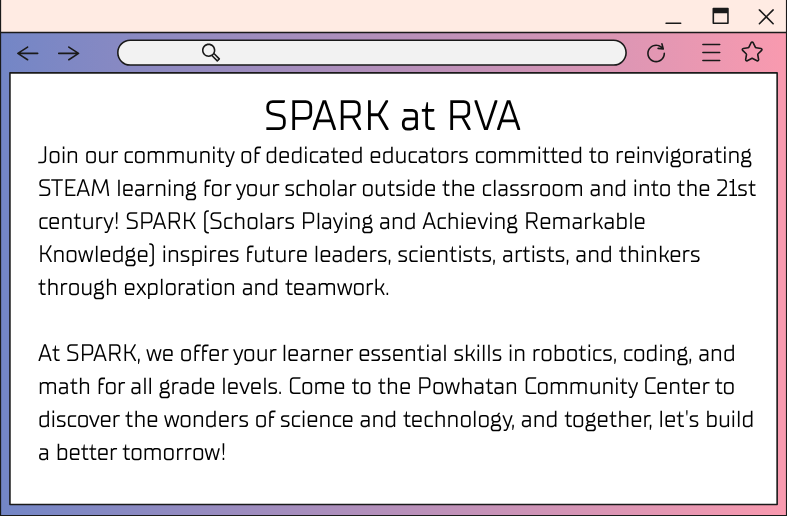 SPARK at RVA
Join our community of dedicated educators committed to reinvigorating
STEAM learning for your scholar outside the classroom and into the 21st
century! SPARK (Scholars Playing and Achieving Remarkable
Knowledge) inspires future leaders, scientists, artists, and thinkers
through exploration and teamwork.
At SPARK, we offer your learner essential skills in robotics, coding, and
math for all grade levels. Come to the Powhatan Community Center to
discover the wonders of science and technology, and together, let's build
a better tomorrow!